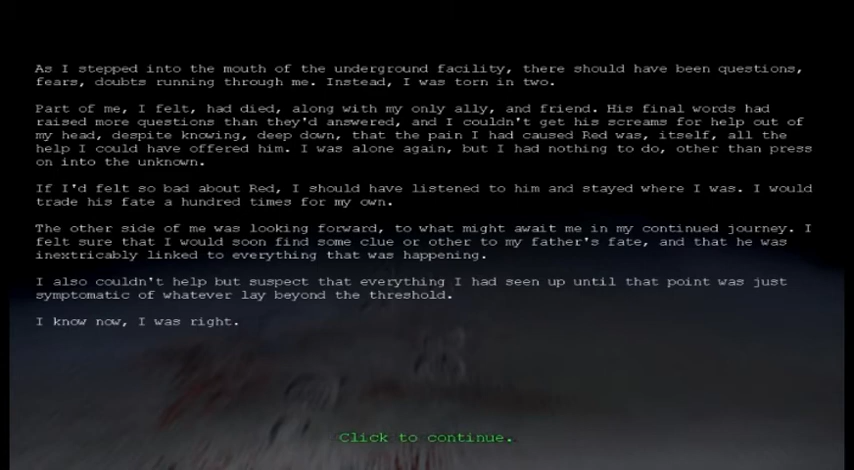 As I stepped into the mouth of the underground facility, there should have been questions,
fears, doubts running through me. Instead, I was torn in two.
Part of me, I felt, had died, along with my only ally, and friend. His final words had
raised more questions than they'd answered, and I couldn't get his screams for help out of
my head, despite knowing, deep down, that the pain I had caused Red was, itself, all the
help I could have offered him. I was alone again, but I had nothing to do, other than press
on into the unknown.
If I'd felt so bad about Red, I should have listened to him and stayed where I was. I would
trade his fate a hundred times for my own.
The other side of me was looking forward, to what might await me in my continued journey. I
felt sure that I would soon find some clue or other to my father's fate, and that he was
inextricably linked to everything that was happening.
I also couldn't help but suspect that everything I had seen up until that point was just
symptomatic of whatever lay beyond the threshold.
I know now, I was right.
Click to continue.